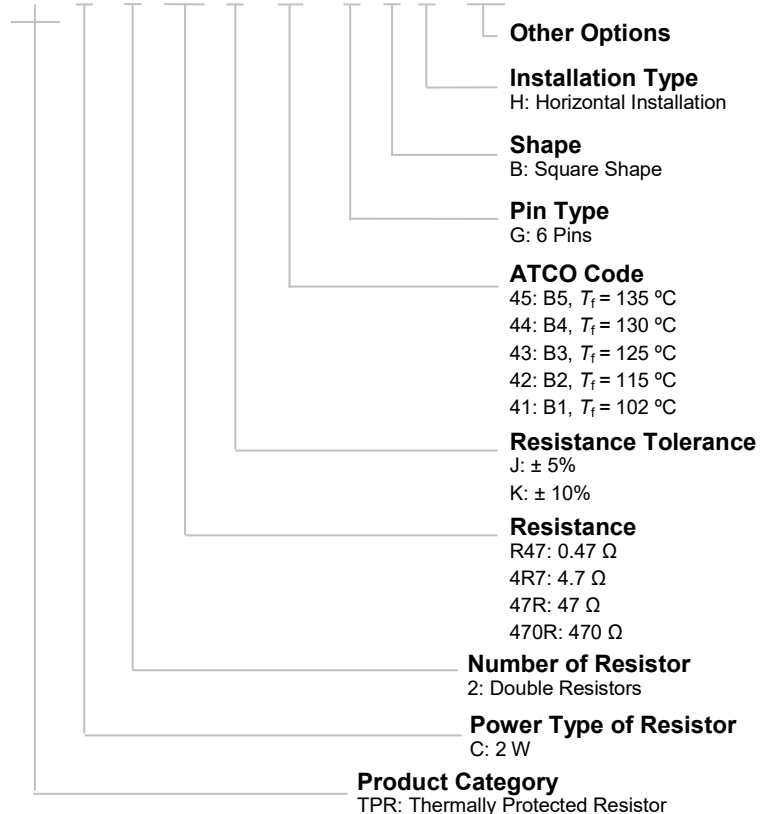 Other Options
Installation Type
H: Horizontal Installation
Shape
B: Square Shape
Pin Type
G: 6 Pins
ATCO Code
45: B5, Tf = 135 ºC
44: B4, Tf = 130 ºC
43: B3, Tf = 125 ºC
42: B2, Tf = 115 ºC
41: B1, Tf = 102 ºC
Resistance Tolerance
J: ± 5%
K: ± 10%
Resistance
R47: 0.47 Ω
4R7: 4.7 Ω
47R: 47 Ω
470R: 470 Ω
Number of Resistor
2: Double Resistors
Power Type of Resistor
C: 2 W
Product Category
TPR: Thermally Protected Resistor